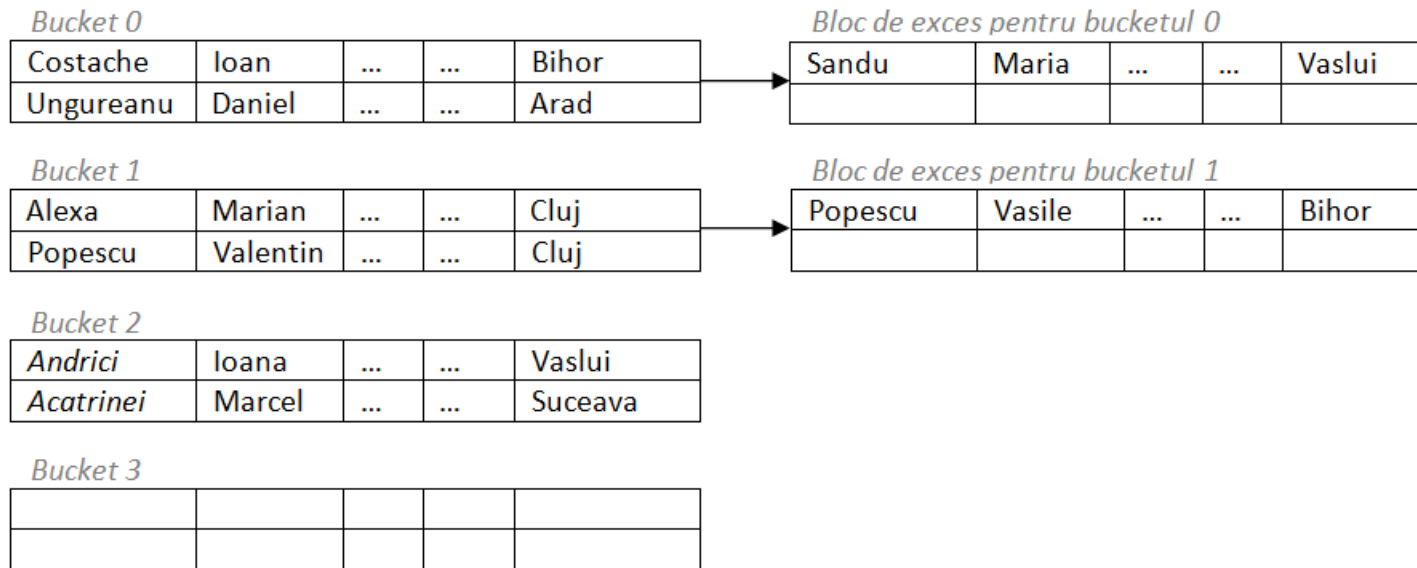 Bucket 0
Costache Ioan ... ... Bihor
Ungureanu Daniel ... ... Arad
Bloc de exces pentru bucketul 0
Sandu Maria ... ... Vaslui
Bucket 1
Alexa Marian ... ... Cluj
Popescu Valentin ... ... Cluj
Bloc de exces pentru bucketul 1
Popescu Vasile ... ... Bihor
Bucket 2
Andrici Ioana ... ... Vaslui
Acatrinei Marcel ... ... Suceava
Bucket 3